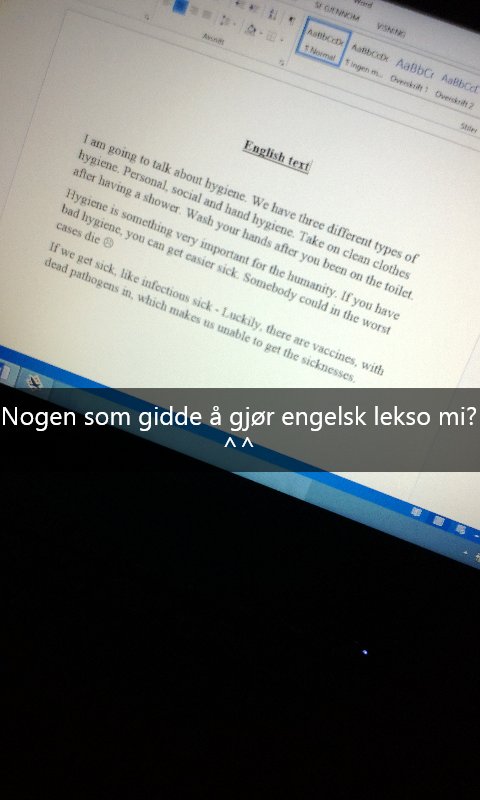 Word
SE GJENNOM
VISNING
AaBbCcDc
AaBbCcDc
AaBbC
AaBbCcD
¶ Normal
¶ Ingen m...
Overskrift 1
Overskrift 2
Avsnitt
Stiler
English text
I am going to talk about hygiene. We have three different types of
hygiene. Personal, social and hand hygiene. Take on clean clothes
after having a shower. Wash your hands after you been on the toilet.
Hygiene is something very important for the humanity. If you have
bad hygiene, you can get easier sick. Somebody could in the worst
cases die ☹
If we get sick, like infections sick - Luckily, there are vaccines, with
dead pathogens in, which makes us unable to get the sicknesses.
Nogen som gidde å gjør engelsk lekso mi?
^^